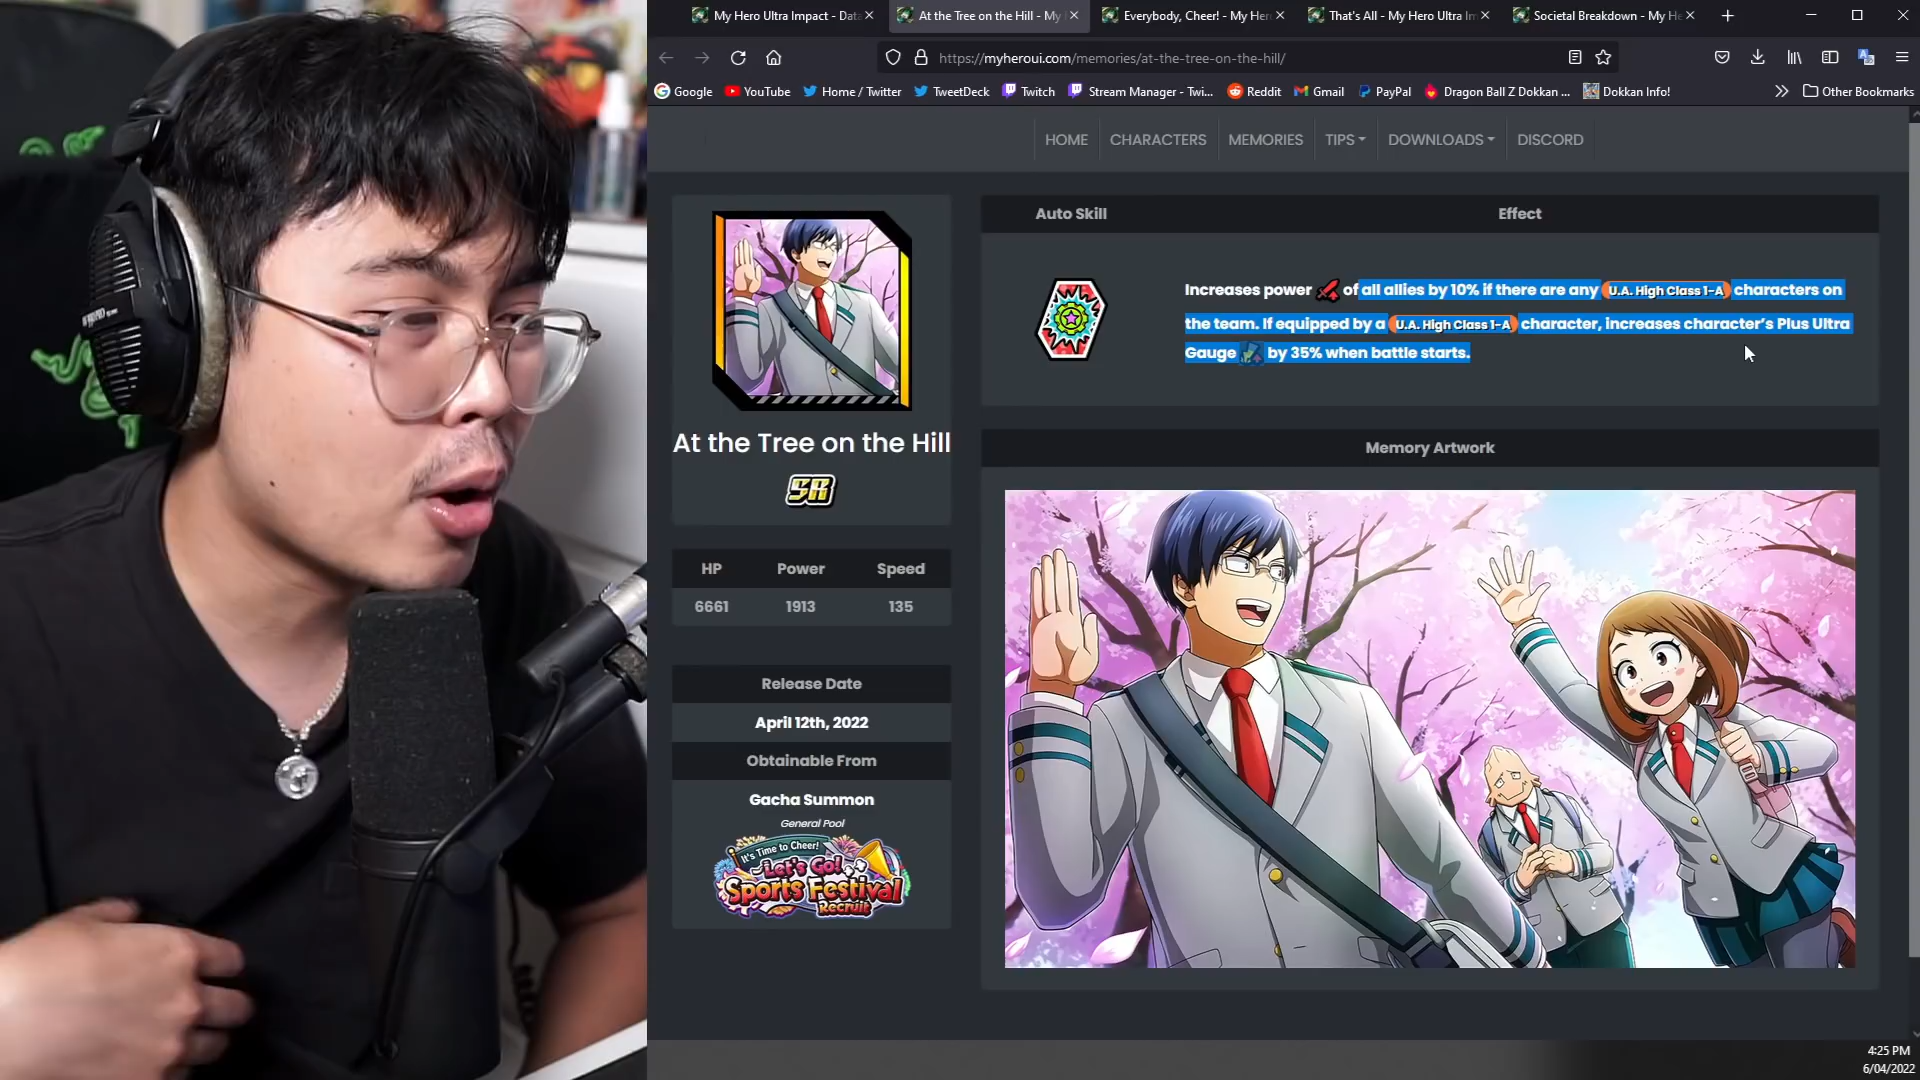 My Hero Ultra Impact - Data
At the Tree on the Hill - My
Everybody, Cheer! - My Her
That's All - My Hero Ultra Im
Societal Breakdown - My He
https://myheroui.com/memories/at-the-tree-on-the-hill/
Google
YouTube
Home / Twitter
TweetDeck
Twitch
Stream Manager - Twi...
Reddit
Gmail
PayPal
Dragon Ball Z Dokkan ...
Dokkan Info!
Other Bookmarks
HOME
CHARACTERS
MEMORIES
TIPS
DOWNLOADS
DISCORD
At the Tree on the Hill
SR
HP Power Speed
6661 1913 135
Release Date
April 12th, 2022
Obtainable From
Gacha Summon
General Pool
It's Time to Cheer!
Let's Go!
Sports Festival
Recruit
Auto Skill Effect
Increases power of all allies by 10% if there are any U.A. High Class 1-A characters on
the team. If equipped by a U.A. High Class 1-A character, increases character's Plus Ultra
Gauge by 35% when battle starts.
Memory Artwork
4:25 PM
6/04/2022